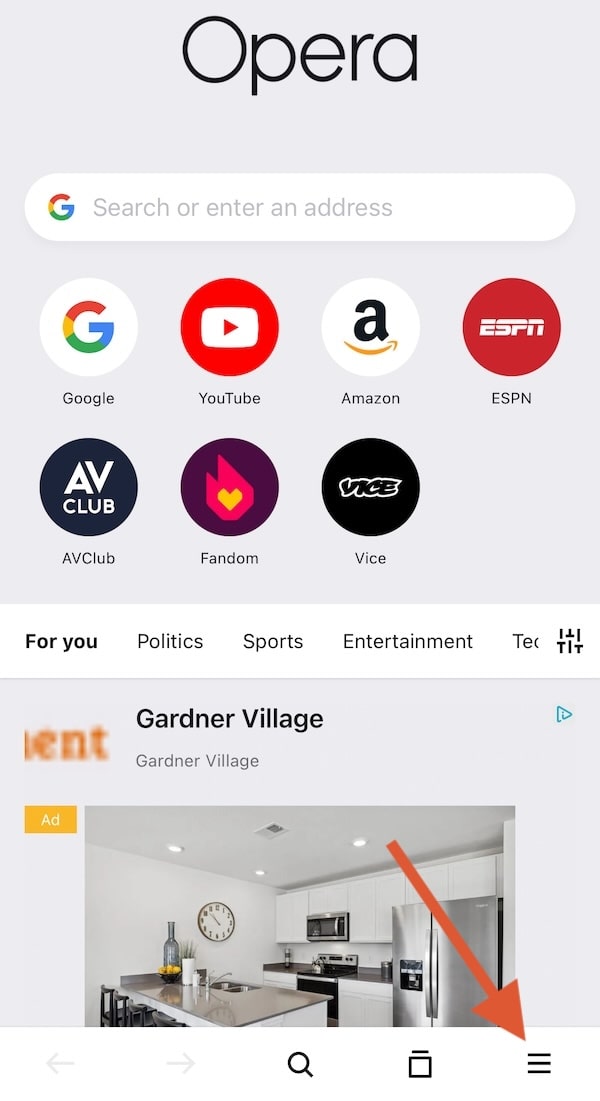 Opera
Search or enter an address
a
ESPN
Google
YouTube
Amazon
ESPN
AV
CLUB
VICE
AVClub
Fandom
Vice
For you
Politics
Sports
Entertainment
Tec
Gardner Village
ent
Gardner Village
Ad